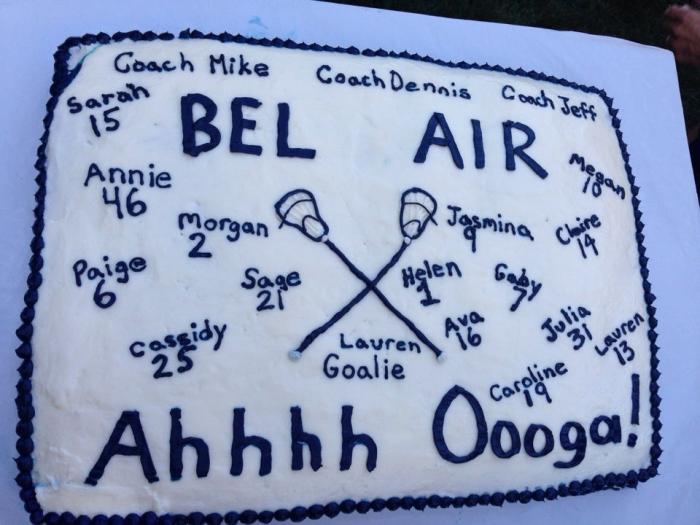 Coach Mike Coach Dennis Coach Jeff
Sarah
15
BEL AIR
Megan
10
Annie
46
Morgan
2
Jasmina
9
Claire
14
Paige
6
Sage
21
Helen
1
Gaby
7
Cassidy
25
Lauren
Goalie
Ava
16
Julia
31
Lauren
13
Caroline
19
Ahhhh Oooga!